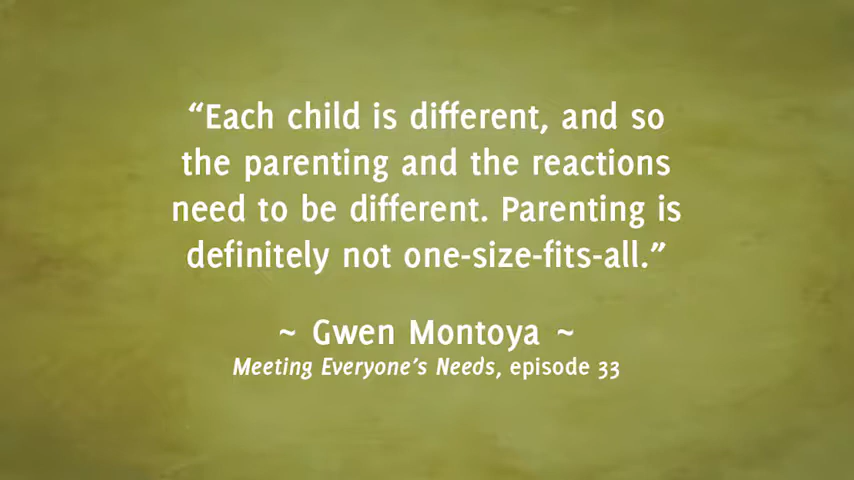 “Each child is different, and so
the parenting and the reactions
need to be different. Parenting is
definitely not one-size-fits-all.”
~ Gwen Montoya ~
Meeting Everyone’s Needs, episode 33